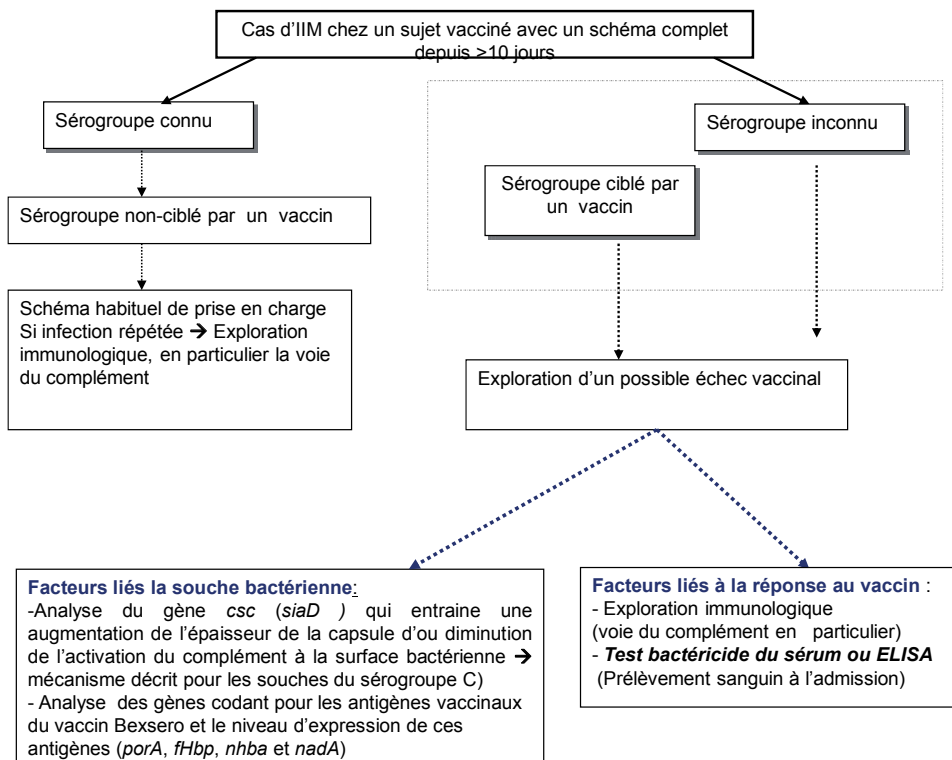 Cas d’IIM chez un sujet vacciné avec un schéma complet
depuis >10 jours
Sérogroupe connu
Sérogroupe inconnu
Sérogroupe ciblé par
un vaccin
Sérogroupe non-ciblé par un vaccin
Schéma habituel de prise en charge
Si infection répétée → Exploration
immunologique, en particulier la voie
du complément
Exploration d’un possible échec vaccinal
Facteurs liés la souche bactérienne:
-Analyse du gène csc (siaD ) qui entraine une
augmentation de l’épaisseur de la capsule d’ou diminution
de l’activation du complément à la surface bactérienne →
mécanisme décrit pour les souches du sérogroupe C)
- Analyse des gènes codant pour les antigènes vaccinaux
du vaccin Bexsero et le niveau d’expression de ces
antigènes (porA, fHbp, nhba et nadA)
Facteurs liés à la réponse au vaccin :
- Exploration immunologique
(voie du complément en particulier)
- Test bactéricide du sérum ou ELISA
(Prélèvement sanguin à l’admission)